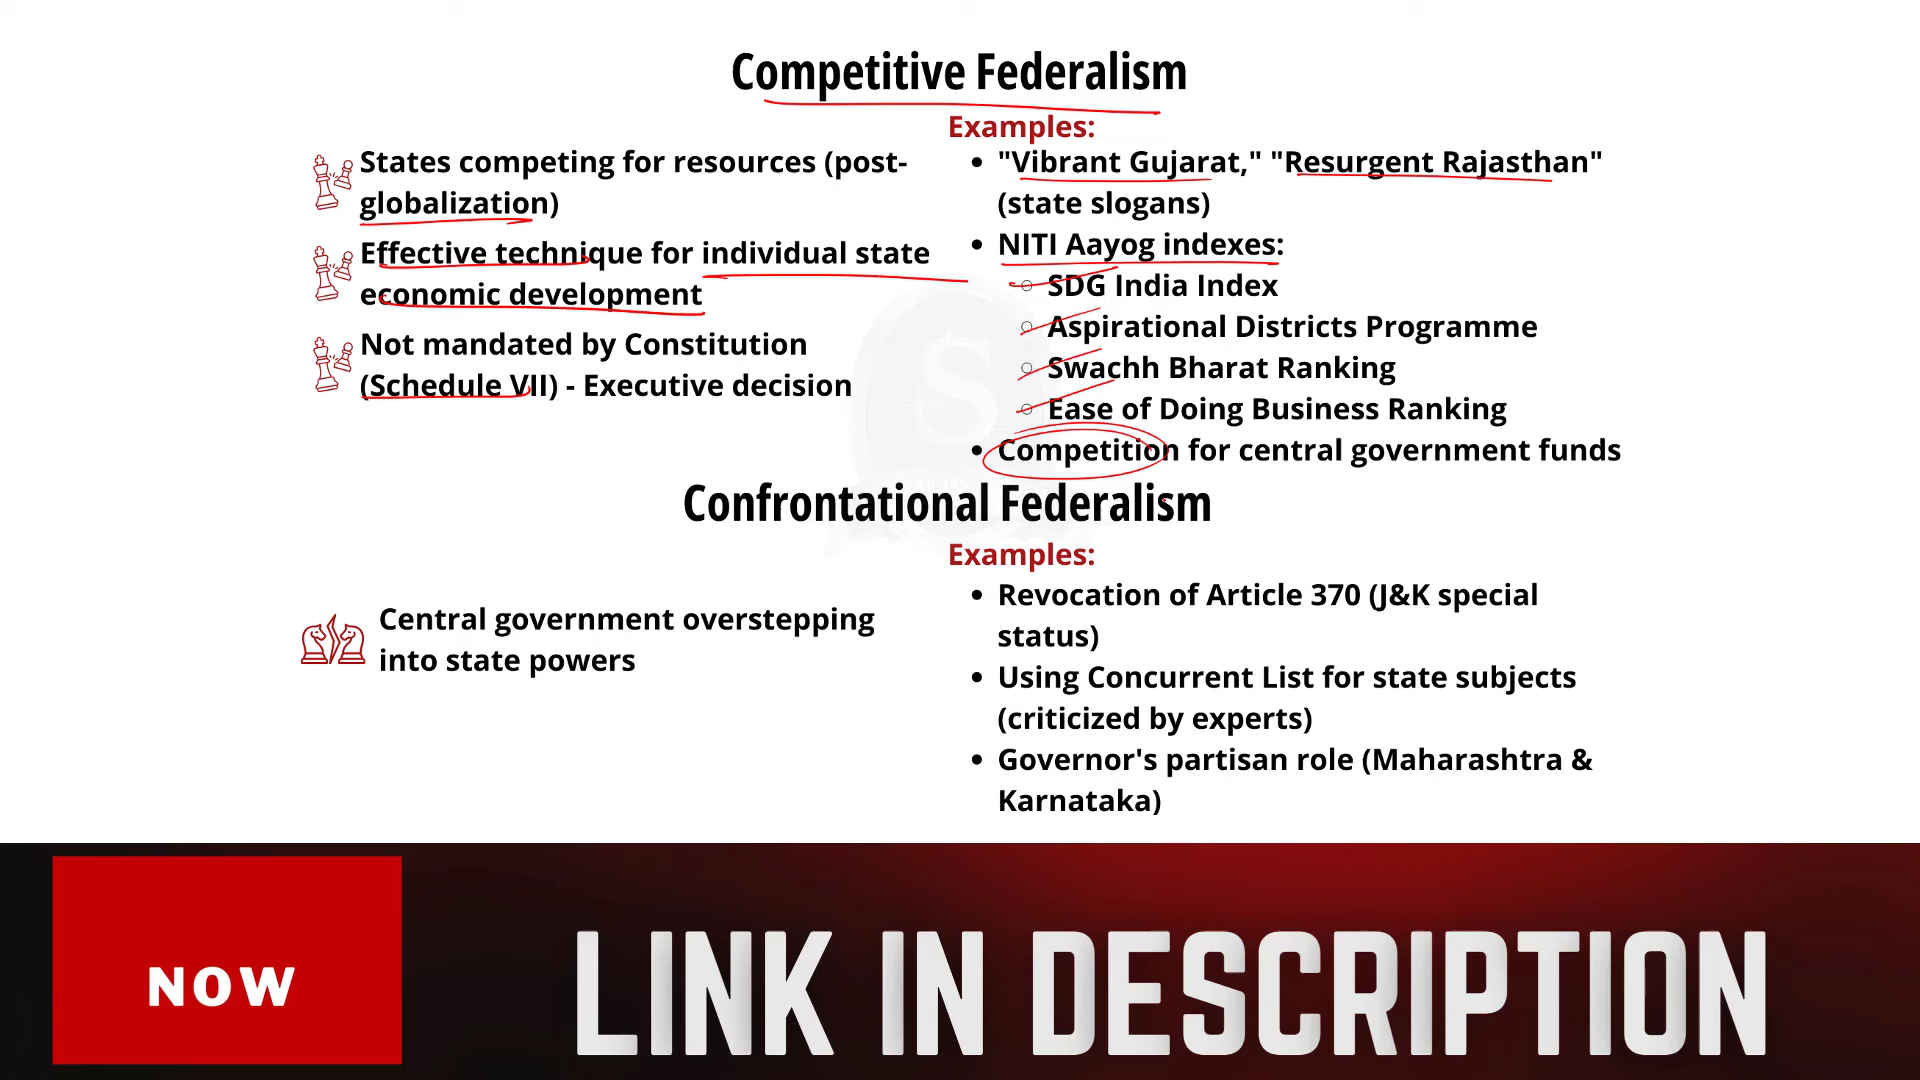 Competitive Federalism
States competing for resources (post-
globalization)
Effective technique for individual state
economic development
Not mandated by Constitution
(Schedule VII) - Executive decision
Examples:
• "Vibrant Gujarat," "Resurgent Rajasthan"
(state slogans)
• NITI Aayog indexes:
○ SDG India Index
○ Aspirational Districts Programme
○ Swachh Bharat Ranking
○ Ease of Doing Business Ranking
• Competition for central government funds
Confrontational Federalism
Central government overstepping
into state powers
Examples:
• Revocation of Article 370 (J&K special
status)
• Using Concurrent List for state subjects
(criticized by experts)
• Governor's partisan role (Maharashtra &
Karnataka)
NOW
LINK IN DESCRIPTION